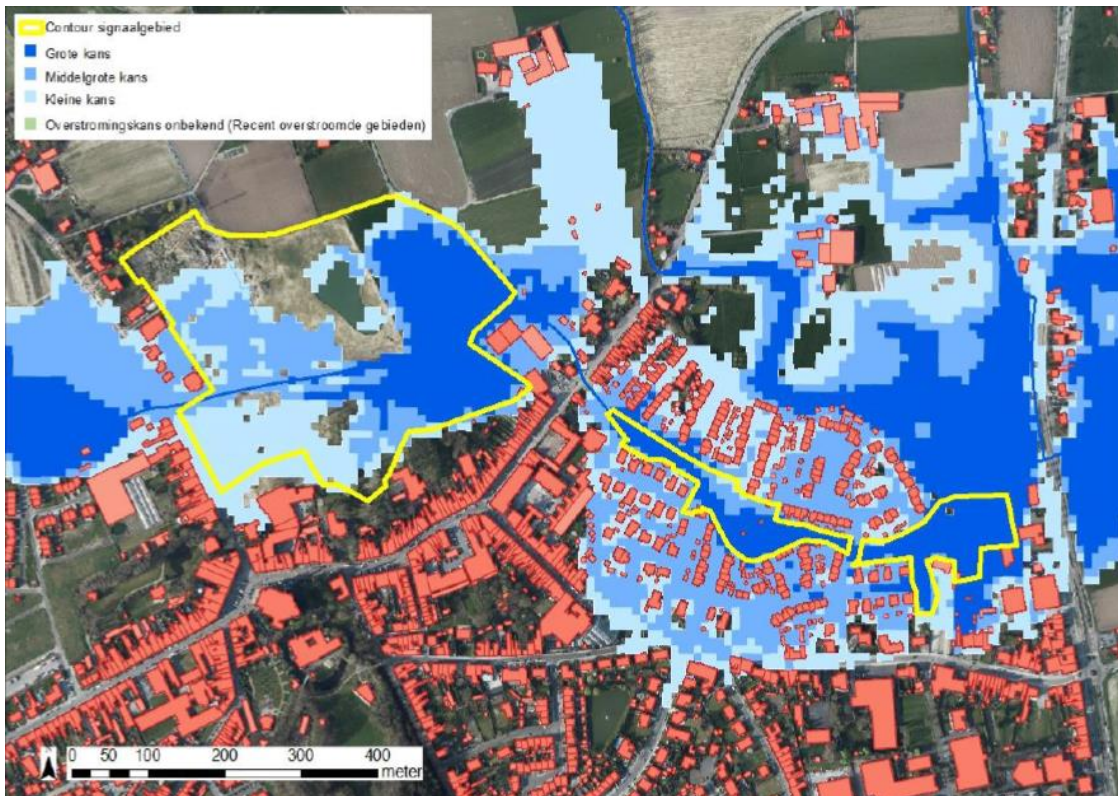 Contour signaalgebied
Grote kans
Middelgrote kans
Kleine kans
Overstromingskans onbekend (Recent overstroomde gebieden)
0 50 100 200 300 400
meter